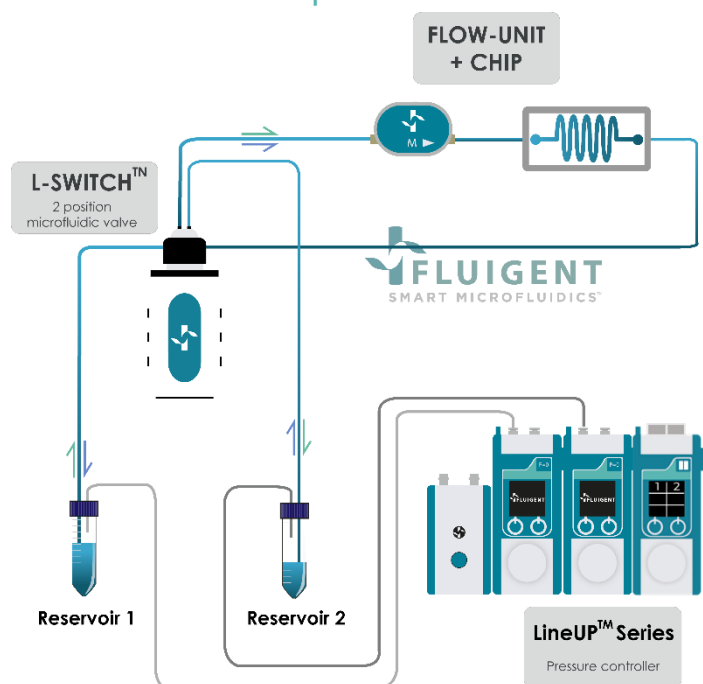 FLOW-UNIT
+ CHIP
M
L-SWITCH™
2 position
microfluidic valve
FLUIGENT
SMART MICROFLUIDICS™
FLUIGENT
FLUIGENT
1 2
Reservoir 1
Reservoir 2
LineUP™ Series
Pressure controller